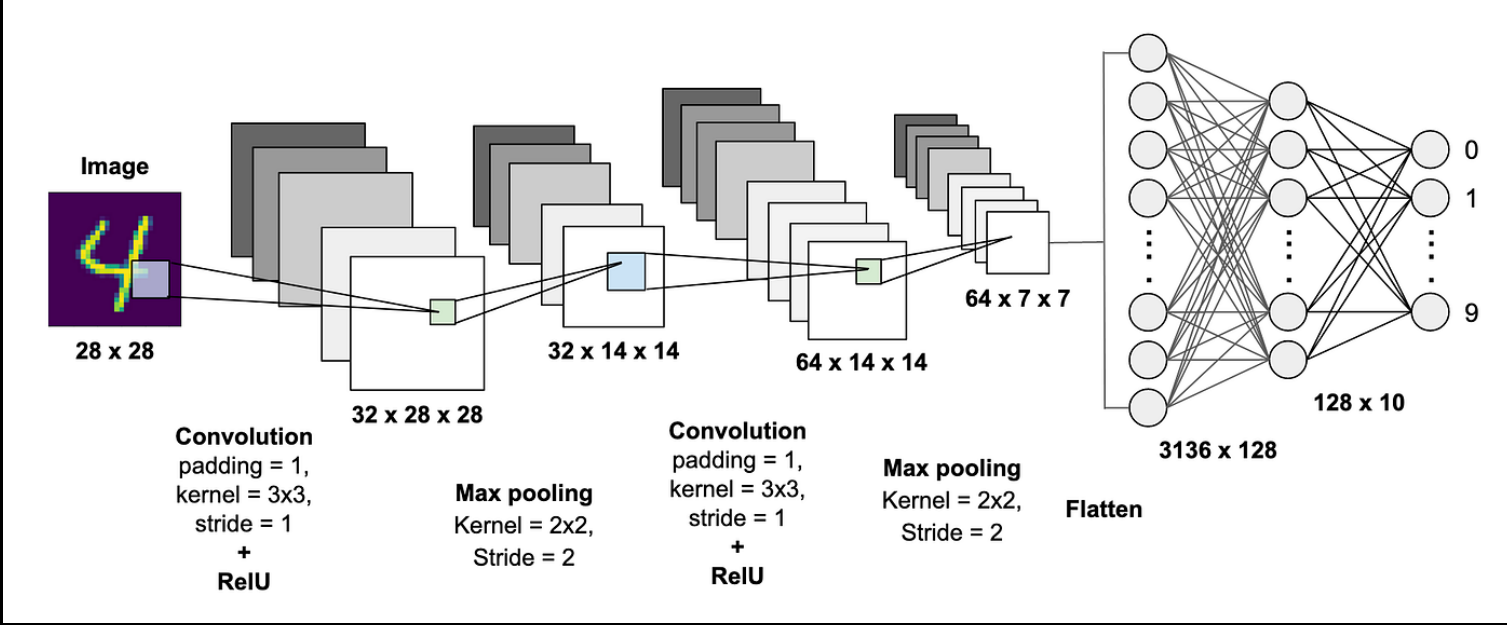 Image
28 x 28
Convolution
padding = 1,
kernel = 3x3,
stride = 1
+
RelU
32 x 28 x 28
Max pooling
Kernel = 2x2,
Stride = 2
32 x 14 x 14
Convolution
padding = 1,
kernel = 3x3,
stride = 1
+
RelU
64 x 14 x 14
Max pooling
Kernel = 2x2,
Stride = 2
64 x 7 x 7
Flatten
3136 x 128
128 x 10
0
1
9
4